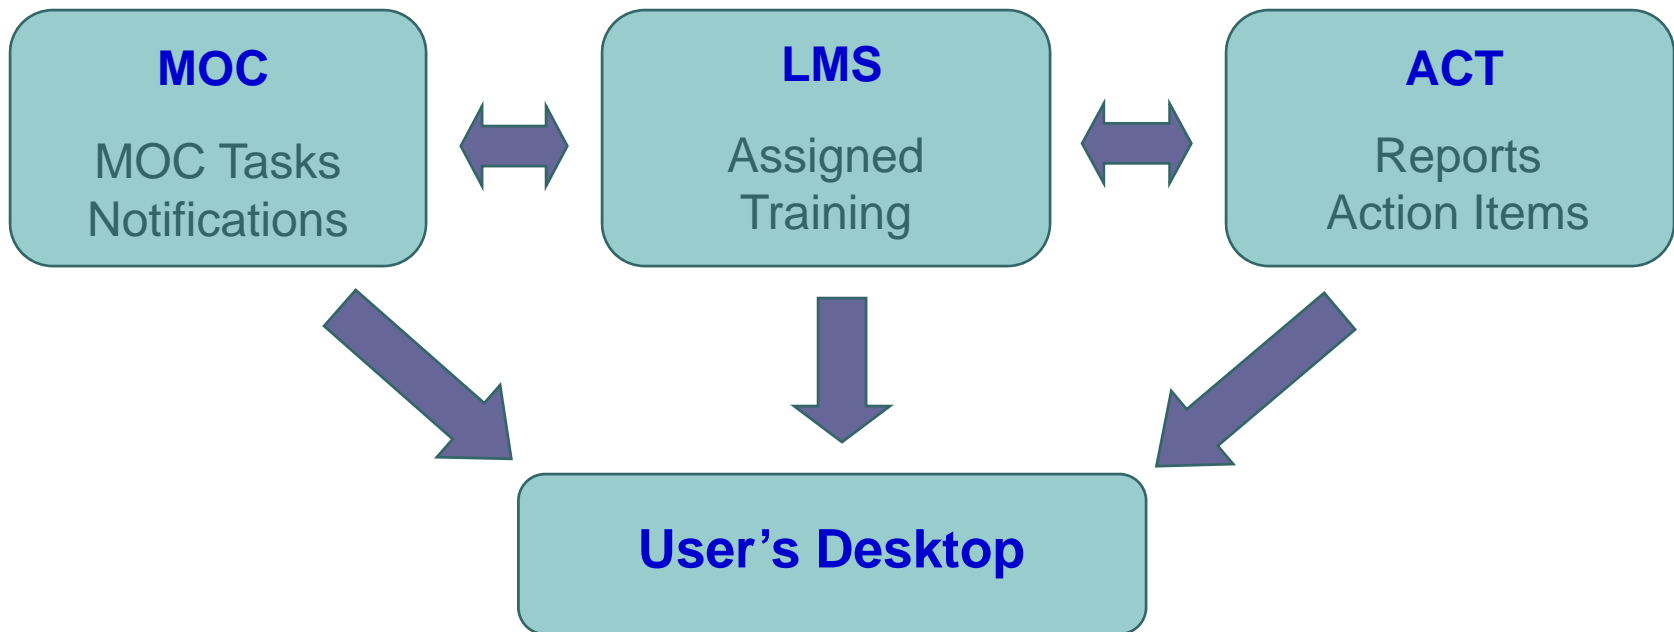 MOC
MOC Tasks
Notifications
LMS
Assigned
Training
ACT
Reports
Action Items
User’s Desktop